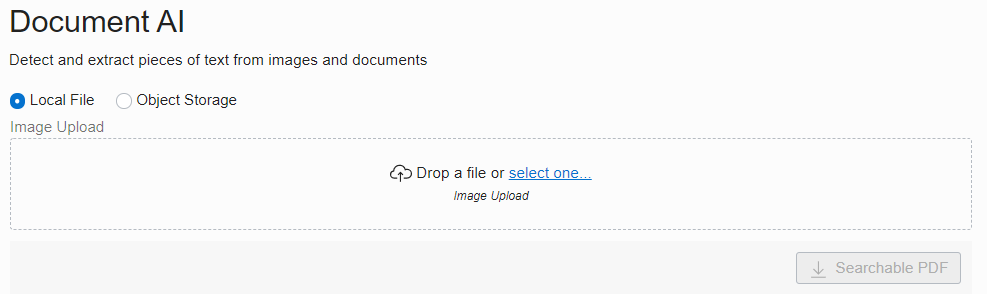 Document AI
Detect and extract pieces of text from images and documents
Local File Object Storage
Image Upload
Drop a file or select one...
Image Upload
Searchable PDF